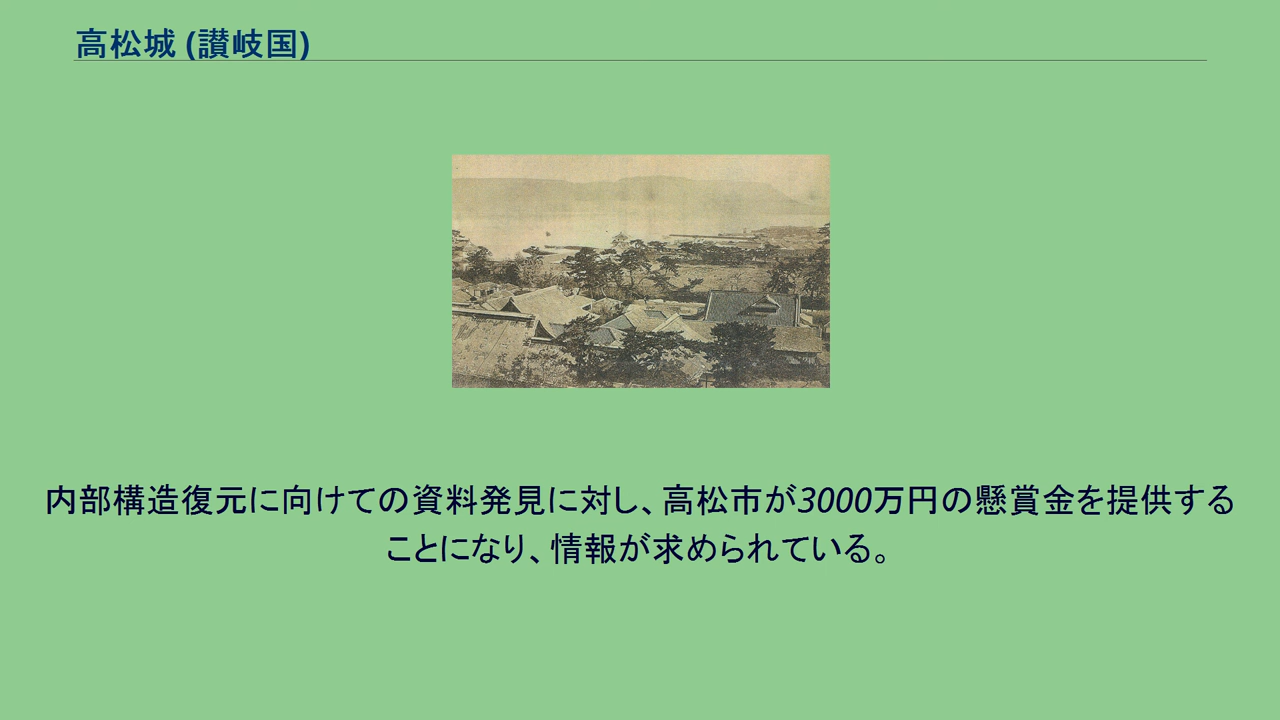 高松城 (讃岐国)
内部構造復元に向けての資料発見に対し、高松市が3000万円の懸賞金を提供する
ことになり、情報が求められている。